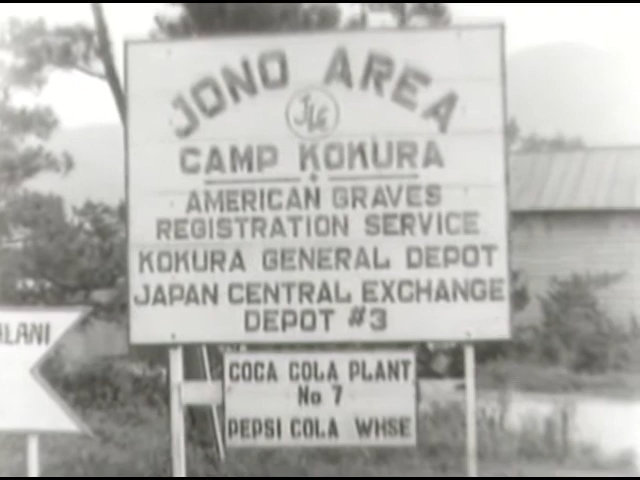 JONO AREA
JLC
CAMP KOKURA
AMERICAN GRAVES
REGISTRATION SERVICE
KOKURA GENERAL DEPOT
JAPAN CENTRAL EXCHANGE
DEPOT #3
COCA COLA PLANT
No 7
PEPSI COLA WHSE